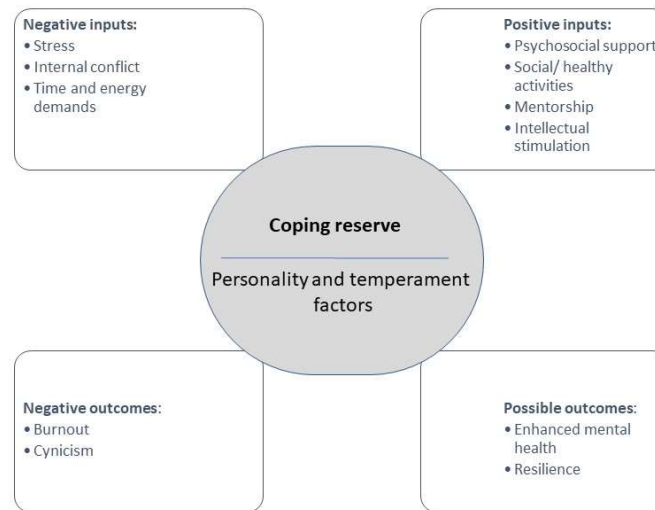 Negative inputs:
• Stress
• Internal conflict
• Time and energy
demands
Positive inputs:
• Psychosocial support
• Social/ healthy
activities
• Mentorship
• Intellectual
stimulation
Coping reserve
Personality and temperament
factors
Negative outcomes:
• Burnout
• Cynicism
Possible outcomes:
• Enhanced mental
health
• Resilience